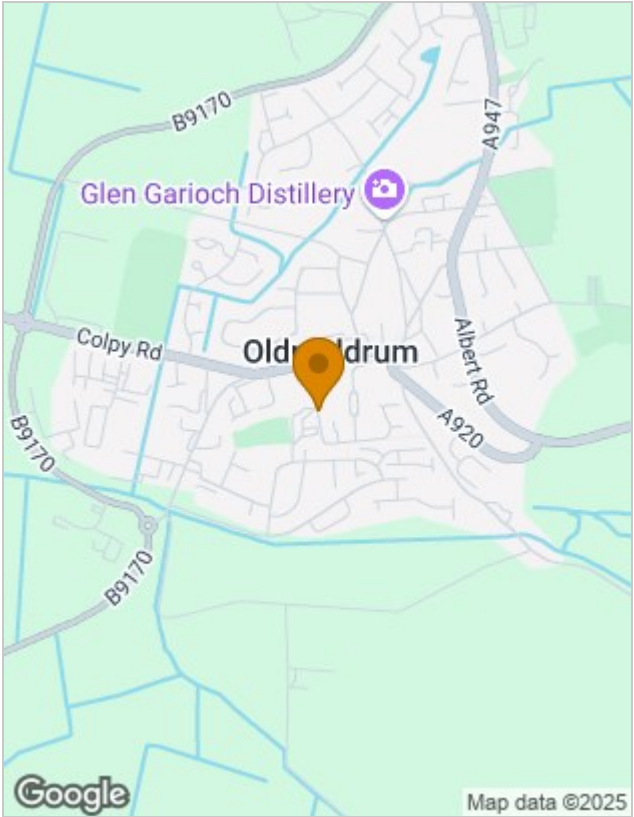 B9170
A947
Glen Garioch Distillery
Colpy Rd
Albert Rd
A920
B9170
B9170
Google
Map data ©2025